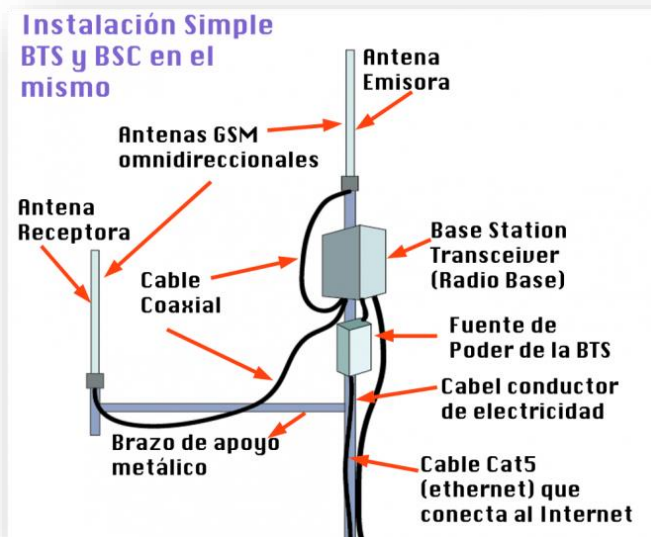 Instalación Simple
BTS y BSC en el
mismo
Antena
Emisora
Antenas GSM
omnidireccionales
Antena
Receptora
Base Station
Transceiver
(Radio Base)
Cable
Coaxial
Fuente de
Poder de la BTS
Cabel conductor
de electricidad
Brazo de apoyo
metálico
Cable Cat5
(ethernet) que
conecta al Internet